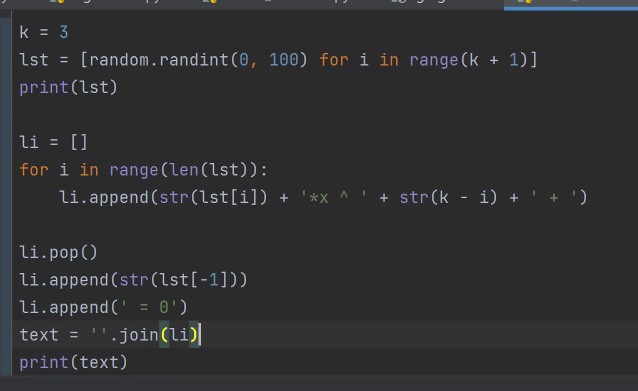 k = 3
lst = [random.randint(0, 100) for i in range(k + 1)]
print(lst)
li = []
for i in range(len(lst)):
    li.append(str(lst[i]) + '*x ^ ' + str(k - i) + ' + ')
li.pop()
li.append(str(lst[-1]))
li.append(' = 0')
text = ''.join(li)
print(text)